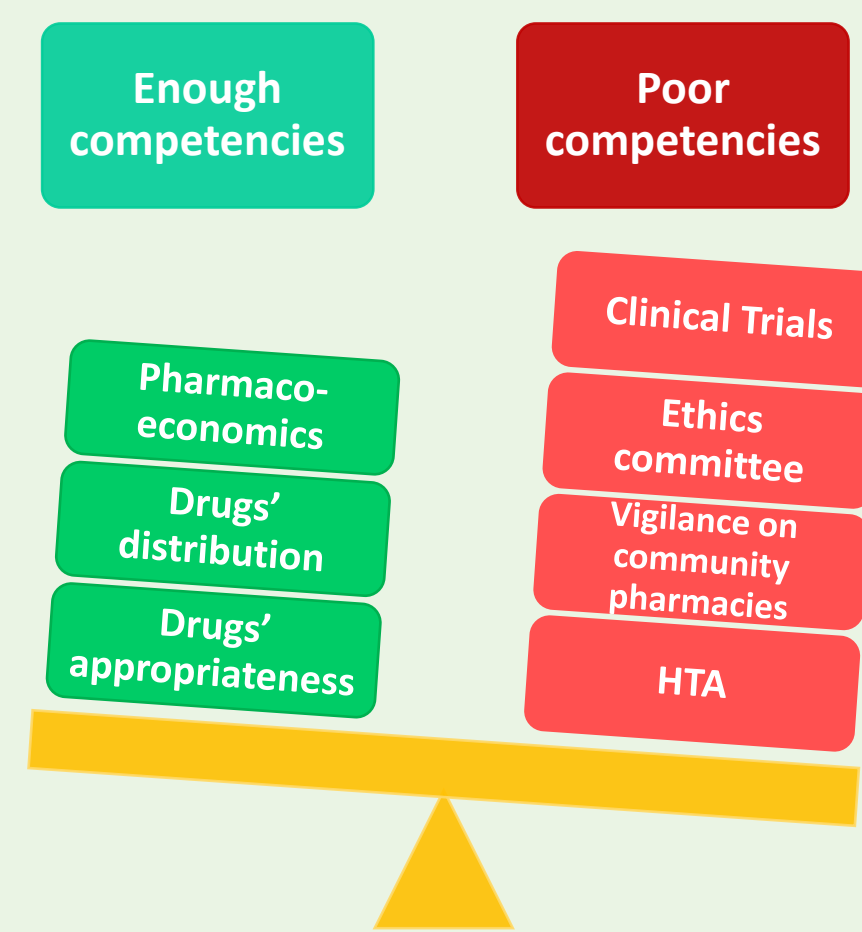 Enough
competencies
Poor
competencies
Pharmaco-
economics
Drugs’
distribution
Drugs’
appropriateness
Clinical Trials
Ethics
committee
Vigilance on
community
pharmacies
HTA